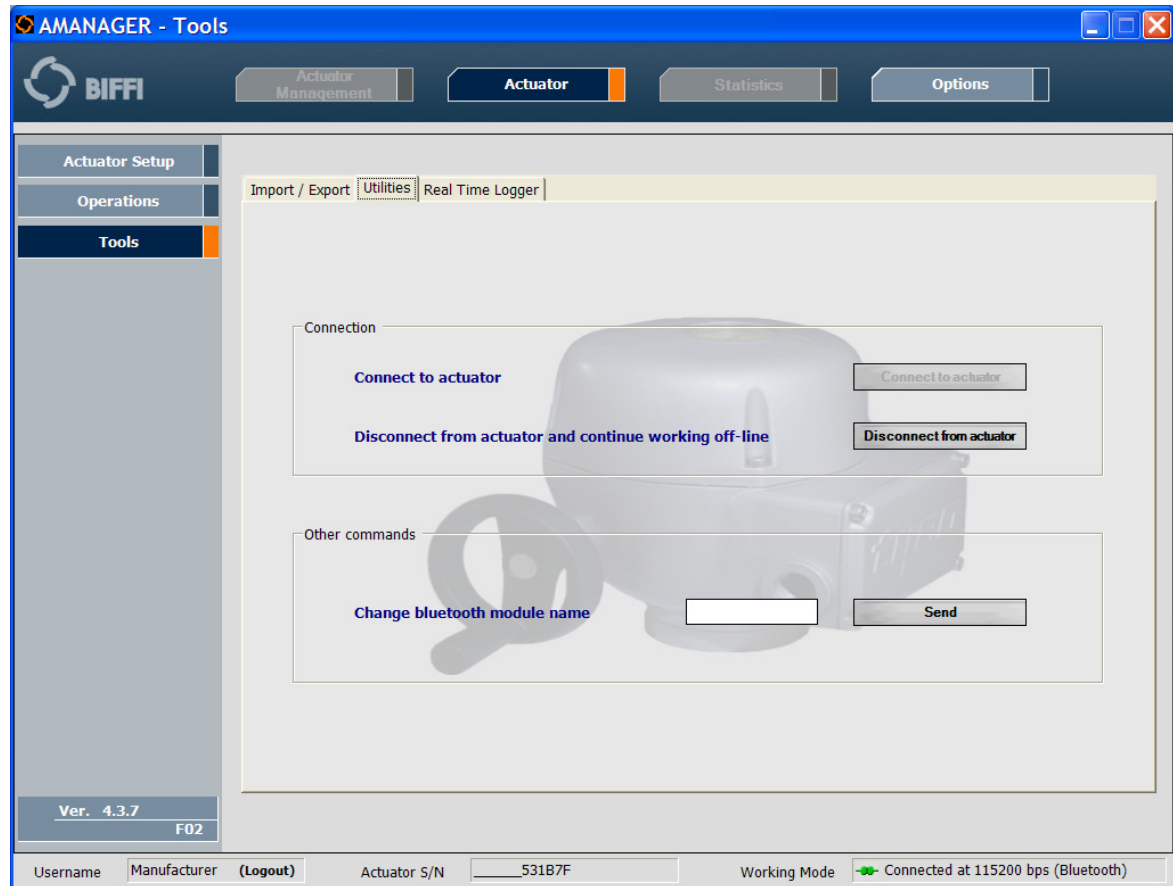 AMANAGER - Tools
BIFFI
Actuator
Management
Actuator
Statistics
Options
Actuator Setup
Operations
Tools
Import / Export
Utilities
Real Time Logger
Connection
Connect to actuator
Connect to actuator
Disconnect from actuator and continue working off-line
Disconnect from actuator
Other commands
Change bluetooth module name
Send
Ver. 4.3.7
F02
Username
Manufacturer
(Logout)
Actuator S/N
______531B7F
Working Mode
Connected at 115200 bps (Bluetooth)